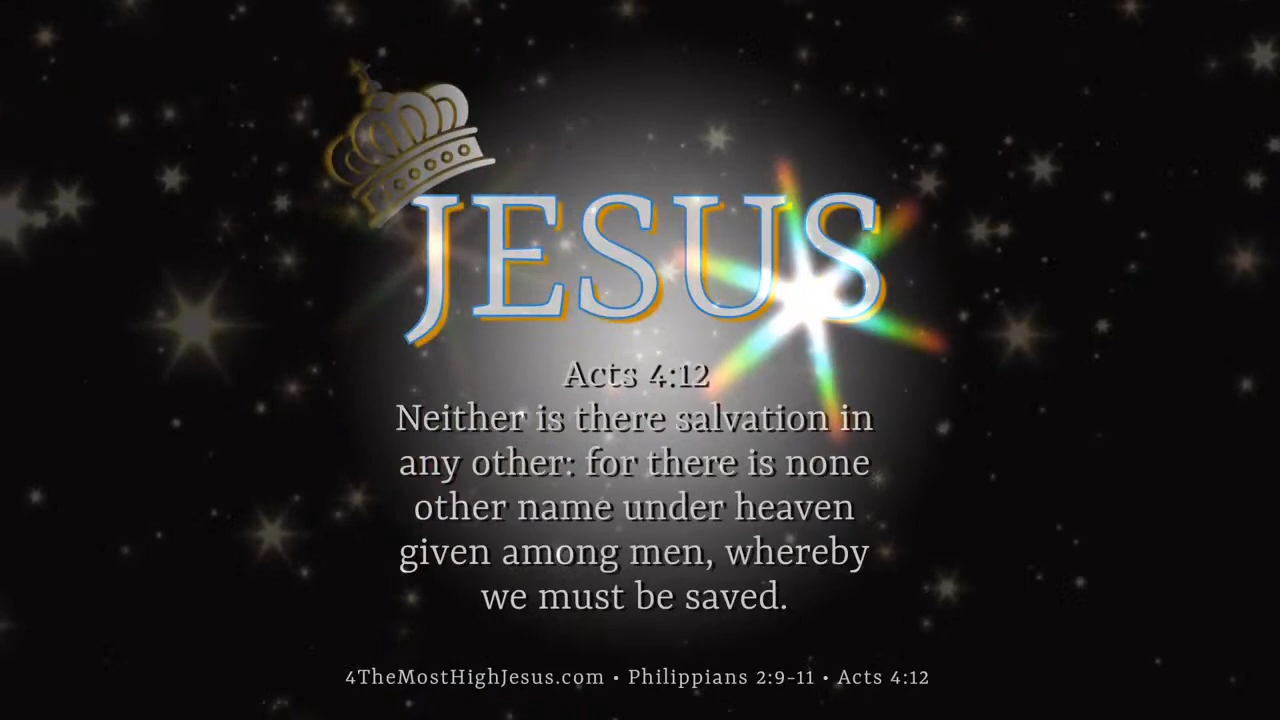 JESUS
Acts 4:12
Neither is there salvation in
any other: for there is none
other name under heaven
given among men, whereby
we must be saved.
4TheMostHighJesus.com • Philippians 2:9-11 • Acts 4:12